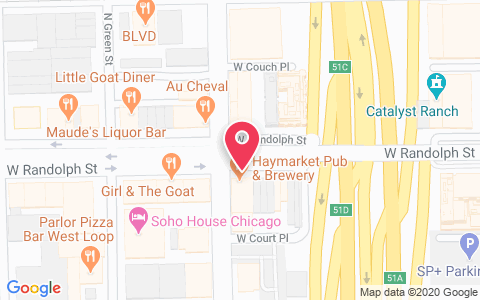 N Green St
BLVD
W Couch Pl
51C
Little Goat Diner
Au Cheval
Catalyst Ranch
Maude's Liquor Bar
W Randolph St
W Randolph St
W Randolph St
Haymarket Pub
& Brewery
Girl & The Goat
Soho House Chicago
Parlor Pizza
Bar West Loop
51D
W Court Pl
SP+ Parkin
51A
Google
Map data ©2020 Google